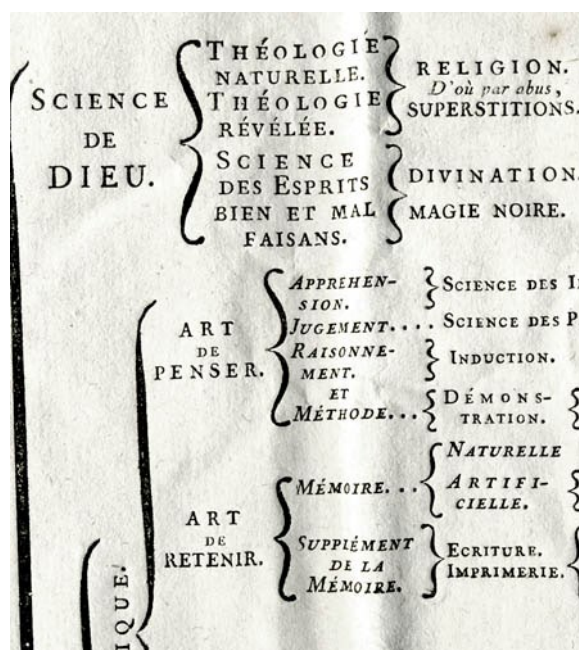 SCIENCE
DE
DIEU.
THÉOLOGIE
NATURELLE.
THÉOLOGIE
RÉVÉLÉE.
RELIGION.
D'où par abus,
SUPERSTITIONS.
SCIENCE
DES ESPRITS
BIEN ET MAL
FAISANS.
DIVINATION.
MAGIE NOIRE.
ART
DE
PENSER.
APPREHEN-
SION.
SCIENCE DES I
JUGEMENT.... SCIENCE DES P
RAISONNE-
MENT.
INDUCTION.
ET
MÉTHODE...
DÉMONS-
TRATION.
ART
DE
RETENIR.
MÉMOIRE...
NATURELLE
ARTIFI-
CIELLE.
SUPPLÉMENT
DE LA
MÉMOIRE.
ECRITURE.
IMPRIMERIE.
IQUE.